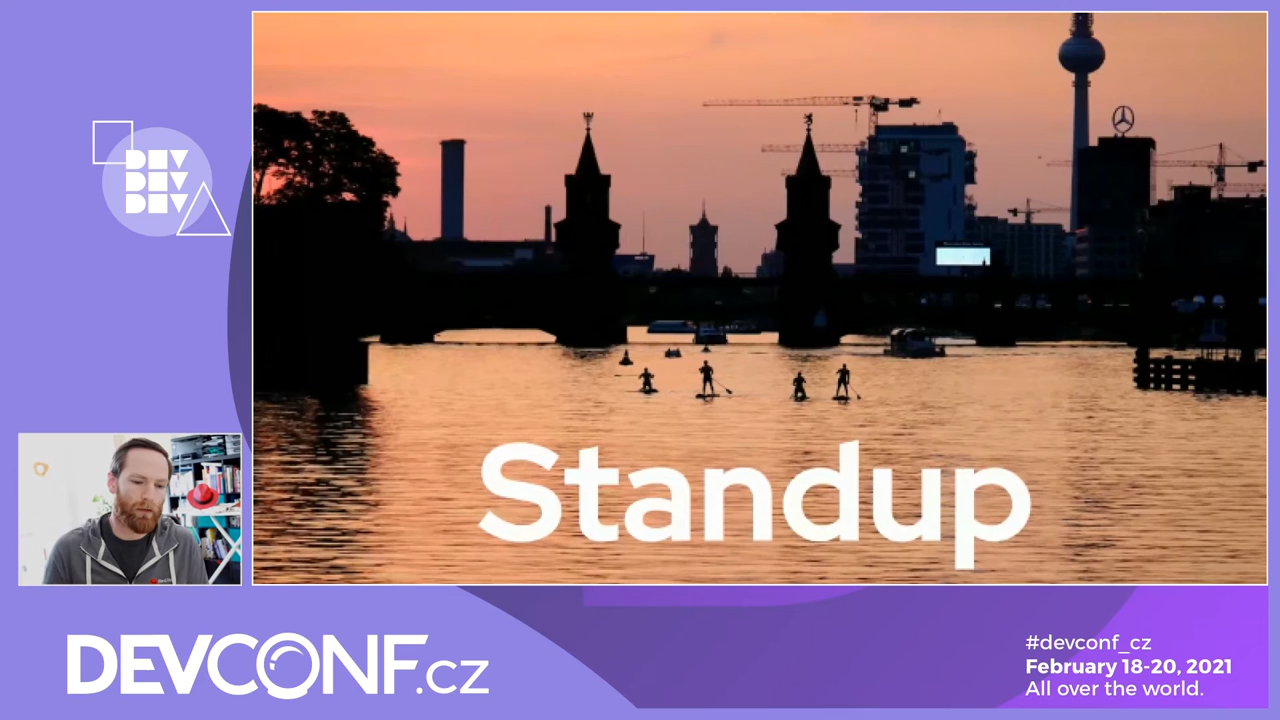 DEV
DEV
DEV
Standup
DEVCONF.cz
#devconf_cz
February 18-20, 2021
All over the world.